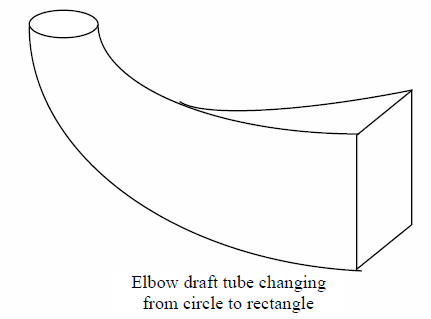 Elbow draft tube changing
from circle to rectangle